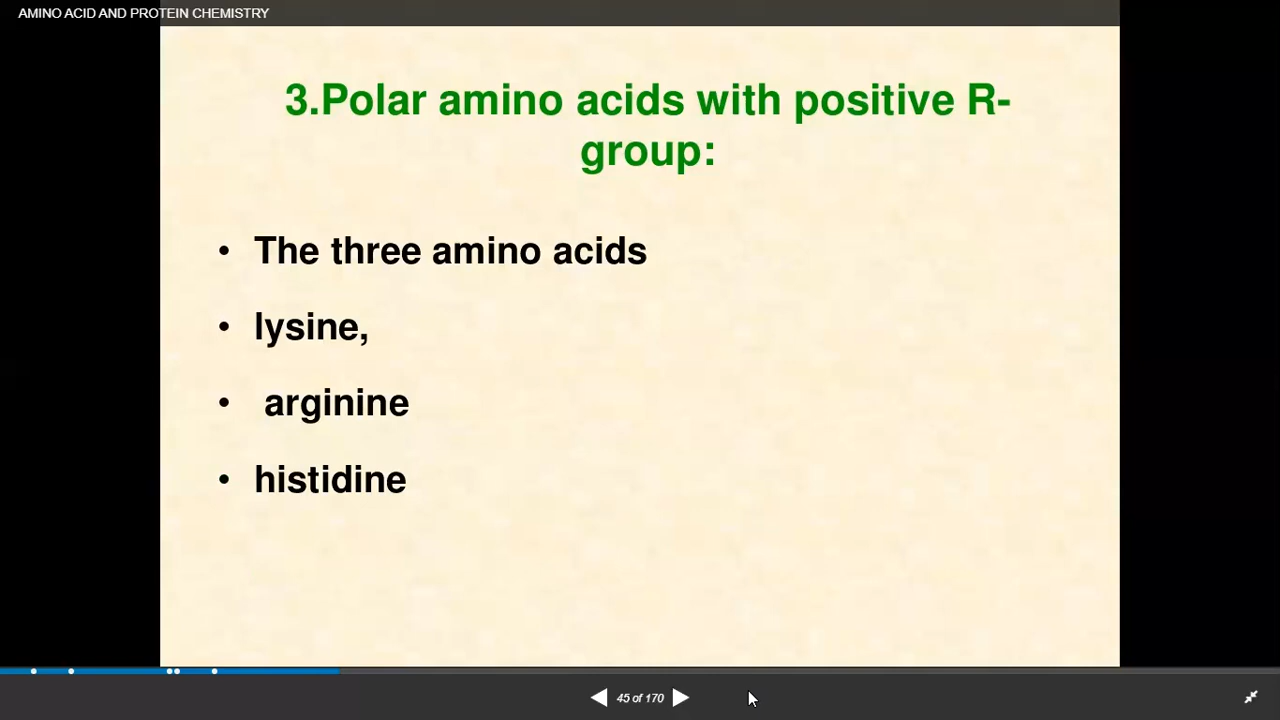 AMINO ACID AND PROTEIN CHEMISTRY
3.Polar amino acids with positive R-
group:
• The three amino acids
• lysine,
• arginine
• histidine
45 of 170